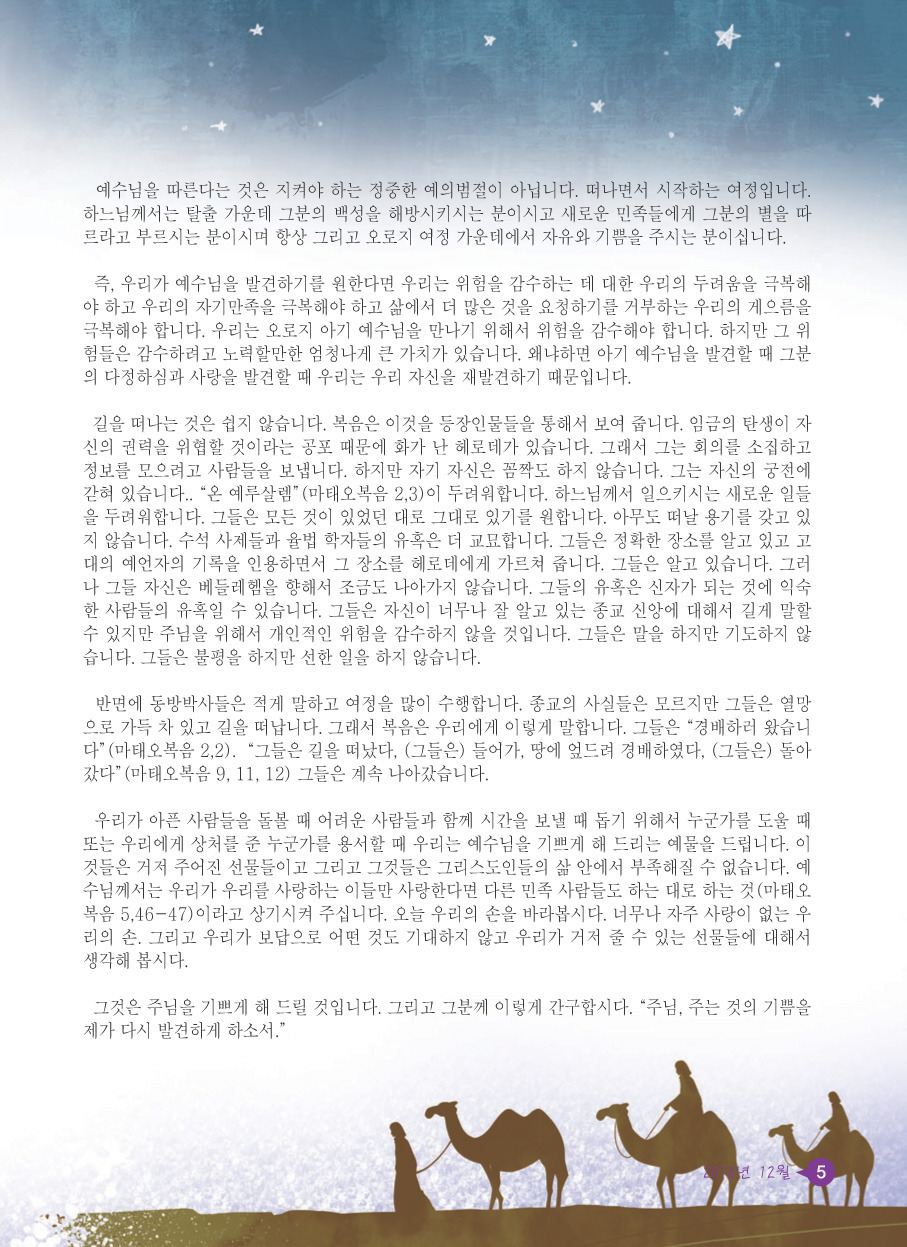 예수님을 따른다는 것은 지켜야 하는 정중한 예의범절이 아닙니다. 떠나면서 시작하는 여정입니다.
하느님께서는 탈출 가운데 그분의 백성을 해방시키시는 분이시고 새로운 민족들에게 그분의 별을 따
르라고 부르시는 분이시며 항상 그리고 오로지 여정 가운데에서 자유와 기쁨을 주시는 분이십니다.
즉, 우리가 예수님을 발견하기를 원한다면 우리는 위험을 감수하는 데 대한 우리의 두려움을 극복해
야 하고 우리의 자기만족을 극복해야 하고 삶에서 더 많은 것을 요청하기를 거부하는 우리의 게으름을
극복해야 합니다. 우리는 오로지 아기 예수님을 만나기 위해서 위험을 감수해야 합니다. 하지만 그 위
험들은 감수하려고 노력할만한 엄청나게 큰 가치가 있습니다. 왜냐하면 아기 예수님을 발견할 때 그분
의 다정하심과 사랑을 발견할 때 우리는 우리 자신을 재발견하기 때문입니다.
길을 떠나는 것은 쉽지 않습니다. 복음은 이것을 등장인물들을 통해서 보여 줍니다. 임금의 탄생이 자
신의 권력을 위협할 것이라는 공포 때문에 화가 난 헤로데가 있습니다. 그래서 그는 회의를 소집하고
정보를 모으려고 사람들을 보냅니다. 하지만 자기 자신은 꼼짝도 하지 않습니다. 그는 자신의 궁전에
갇혀 있습니다.. “온 예루살렘”(마태오복음 2,3)이 두려워합니다. 하느님께서 일으키시는 새로운 일들
을 두려워합니다. 그들은 모든 것이 있었던 대로 그대로 있기를 원합니다. 아무도 떠날 용기를 갖고 있
지 않습니다. 수석 사제들과 율법 학자들의 유혹은 더 교묘합니다. 그들은 정확한 장소를 알고 있고 고
대의 예언자의 기록을 인용하면서 그 장소를 헤로데에게 가르쳐 줍니다. 그들은 알고 있습니다. 그러
나 그들 자신은 베들레헴을 향해서 조금도 나아가지 않습니다. 그들의 유혹은 신자가 되는 것에 익숙
한 사람들의 유혹일 수 있습니다. 그들은 자신이 너무나 잘 알고 있는 종교 신앙에 대해서 길게 말할
수 있지만 주님을 위해서 개인적인 위험을 감수하지 않을 것입니다. 그들은 말을 하지만 기도하지 않
습니다. 그들은 불평을 하지만 선한 일을 하지 않습니다.
반면에 동방박사들은 적게 말하고 여정을 많이 수행합니다. 종교의 사실들은 모르지만 그들은 열망
으로 가득 차 있고 길을 떠납니다. 그래서 복음은 우리에게 이렇게 말합니다. 그들은 “경배하러 왔습니
다”(마태오복음 2,2). “그들은 길을 떠났다, (그들은) 들어가, 땅에 엎드려 경배하였다, (그들은) 돌아
갔다”(마태오복음 9, 11, 12) 그들은 계속 나아갔습니다.
우리가 아픈 사람들을 돌볼 때 어려운 사람들과 함께 시간을 보낼 때 돕기 위해서 누군가를 도울 때
또는 우리에게 상처를 준 누군가를 용서할 때 우리는 예수님을 기쁘게 해 드리는 예물을 드립니다. 이
것들은 거저 주어진 선물들이고 그리고 그것들은 그리스도인들의 삶 안에서 부족해질 수 없습니다. 예
수님께서는 우리가 우리를 사랑하는 이들만 사랑한다면 다른 민족 사람들도 하는 대로 하는 것(마태오
복음 5,46-47)이라고 상기시켜 주십니다. 오늘 우리의 손을 바라봅시다. 너무나 자주 사랑이 없는 우
리의 손. 그리고 우리가 보답으로 어떤 것도 기대하지 않고 우리가 거저 줄 수 있는 선물들에 대해서
생각해 봅시다.
그것은 주님을 기쁘게 해 드릴 것입니다. 그리고 그분께 이렇게 간구합시다. “주님, 주는 것의 기쁨을
제가 다시 발견하게 하소서.”
12월 5